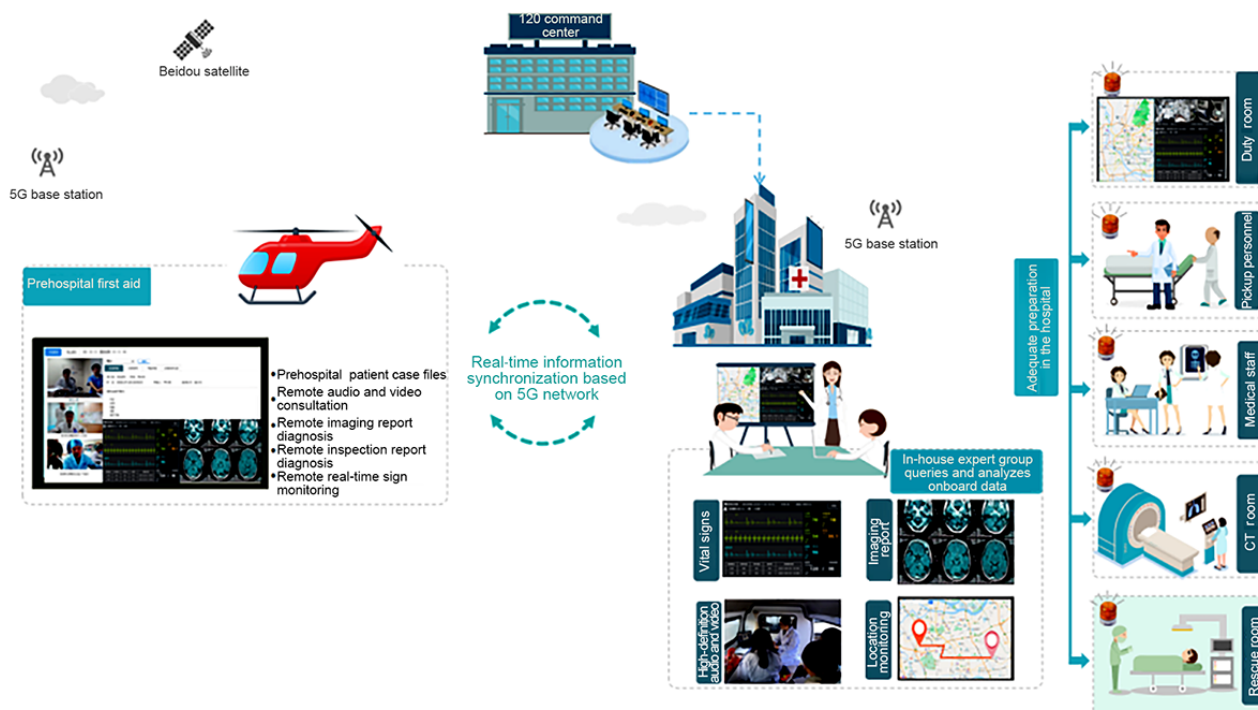 120 command
center
Beidou satellite
5G base station
5G base station
Prehospital first aid
•Prehospital patient case files
•Remote audio and video
consultation
•Remote imaging report
diagnosis
•Remote inspection report
diagnosis
•Remote real-time sign
monitoring
Real-time information
synchronization based
on 5G network
In-house expert group
queries and analyzes
onboard data
Vital signs
Imaging
report
High-definition
audio and video
Location
monitoring
Adequate preparation
in the hospital
Duty room
Pickup personnel
Medical staff
CT room
Rescue room